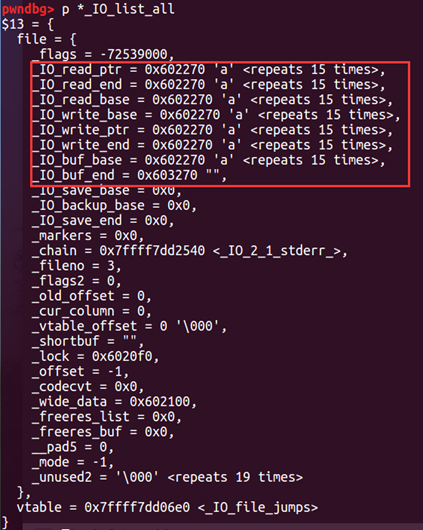 pwndbg> p *_IO_list_all
$13 = {
file = {
_flags = -72539000,
_IO_read_ptr = 0x602270 'a' <repeats 15 times>,
_IO_read_end = 0x602270 'a' <repeats 15 times>,
_IO_read_base = 0x602270 'a' <repeats 15 times>,
_IO_write_base = 0x602270 'a' <repeats 15 times>,
_IO_write_ptr = 0x602270 'a' <repeats 15 times>,
_IO_write_end = 0x602270 'a' <repeats 15 times>,
_IO_buf_base = 0x602270 'a' <repeats 15 times>,
_IO_buf_end = 0x603270 "",
_IO_save_base = 0x0,
_IO_backup_base = 0x0,
_IO_save_end = 0x0,
_markers = 0x0,
_chain = 0x7ffff7dd2540 <_IO_2_1_stderr_>,
_fileno = 3,
_flags2 = 0,
_old_offset = 0,
_cur_column = 0,
_vtable_offset = 0 '\000',
_shortbuf = "",
_lock = 0x6020f0,
_offset = -1,
_codecvt = 0x0,
_wide_data = 0x602100,
_freeres_list = 0x0,
_freeres_buf = 0x0,
__pad5 = 0,
_mode = -1,
_unused2 = '\000' <repeats 19 times>
},
vtable = 0x7ffff7dd06e0 <_IO_file_jumps>
}